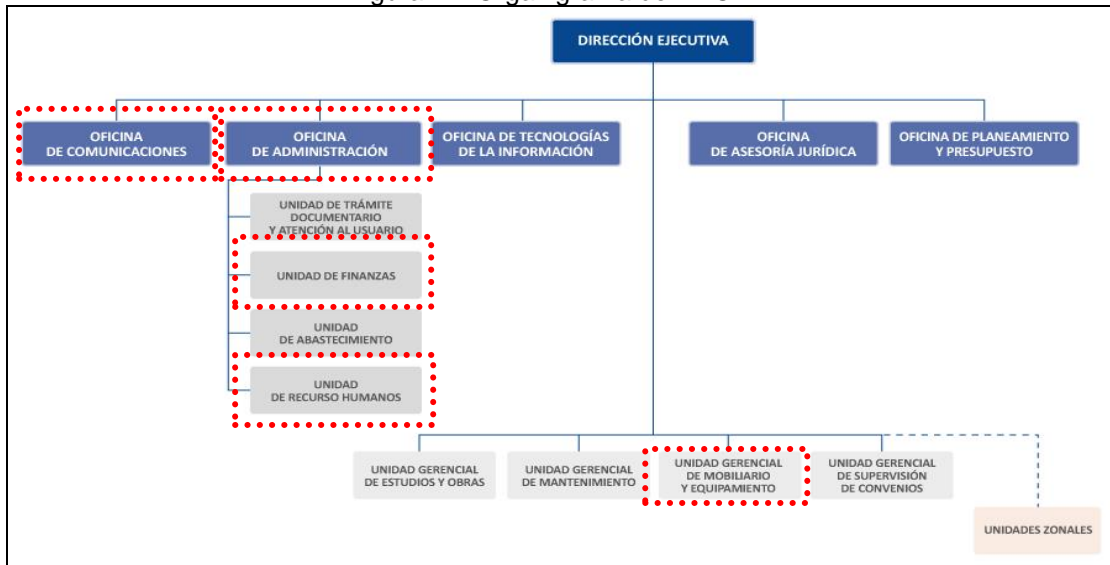 DIRECCIÓN EJECUTIVA
OFICINA
DE COMUNICACIONES
OFICINA
DE ADMINISTRACIÓN
OFICINA DE TECNOLOGÍAS
DE LA INFORMACIÓN
OFICINA
DE ASESORÍA JURÍDICA
OFICINA DE PLANEAMIENTO
Y PRESUPUESTO
UNIDAD DE TRÁMITE
DOCUMENTARIO
Y ATENCIÓN AL USUARIO
UNIDAD DE FINANZAS
UNIDAD
DE ABASTECIMIENTO
UNIDAD
DE RECURSO HUMANOS
UNIDAD GERENCIAL
DE ESTUDIOS Y OBRAS
UNIDAD GERENCIAL
DE MANTENIMIENTO
UNIDAD GERENCIAL
DE MOBILIARIO
Y EQUIPAMIENTO
UNIDAD GERENCIAL
DE SUPERVISIÓN
DE CONVENIOS
UNIDADES ZONALES